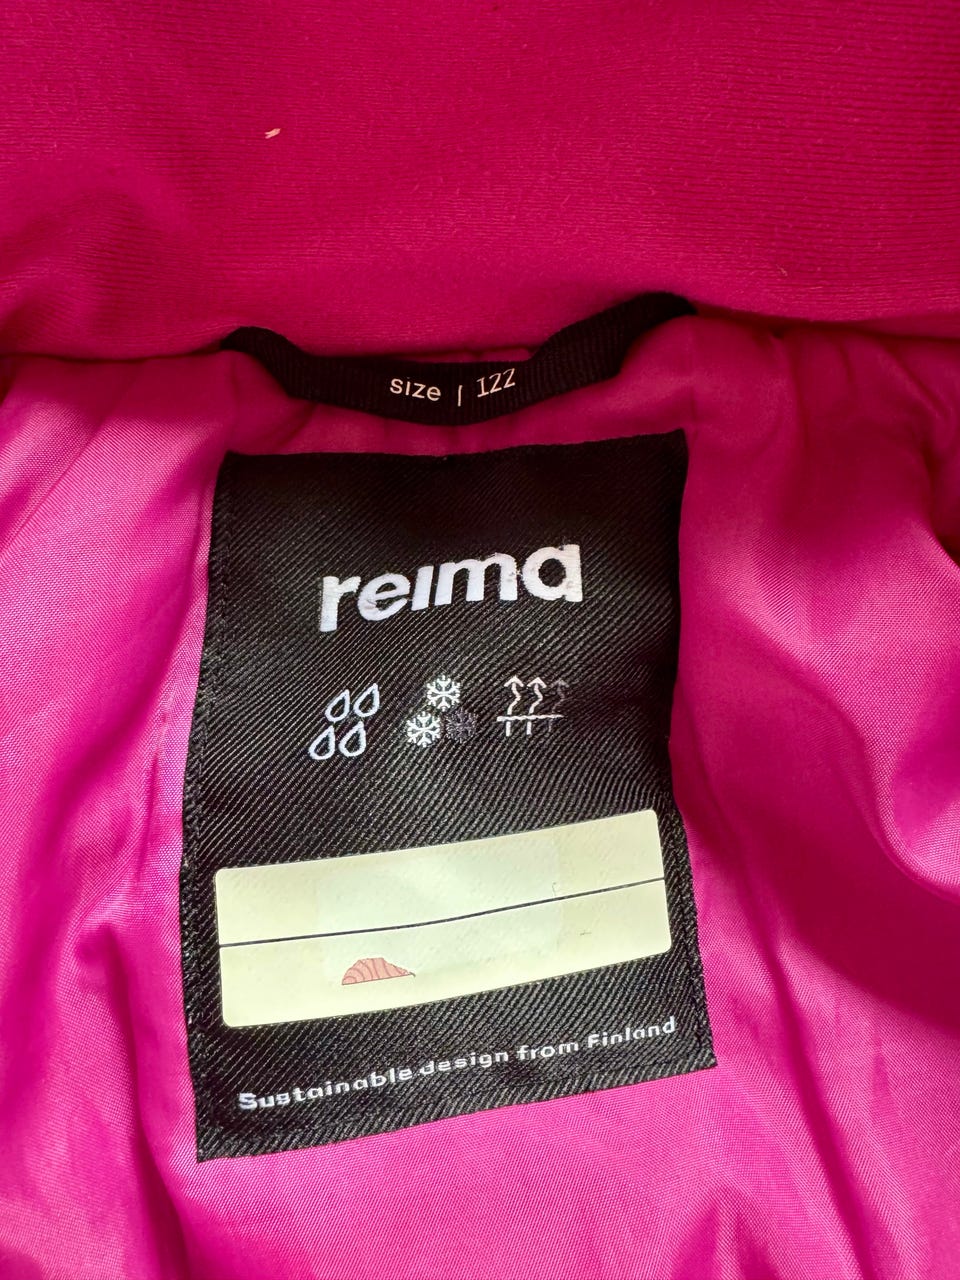 size | 122
reima
Sustainable design from Finland